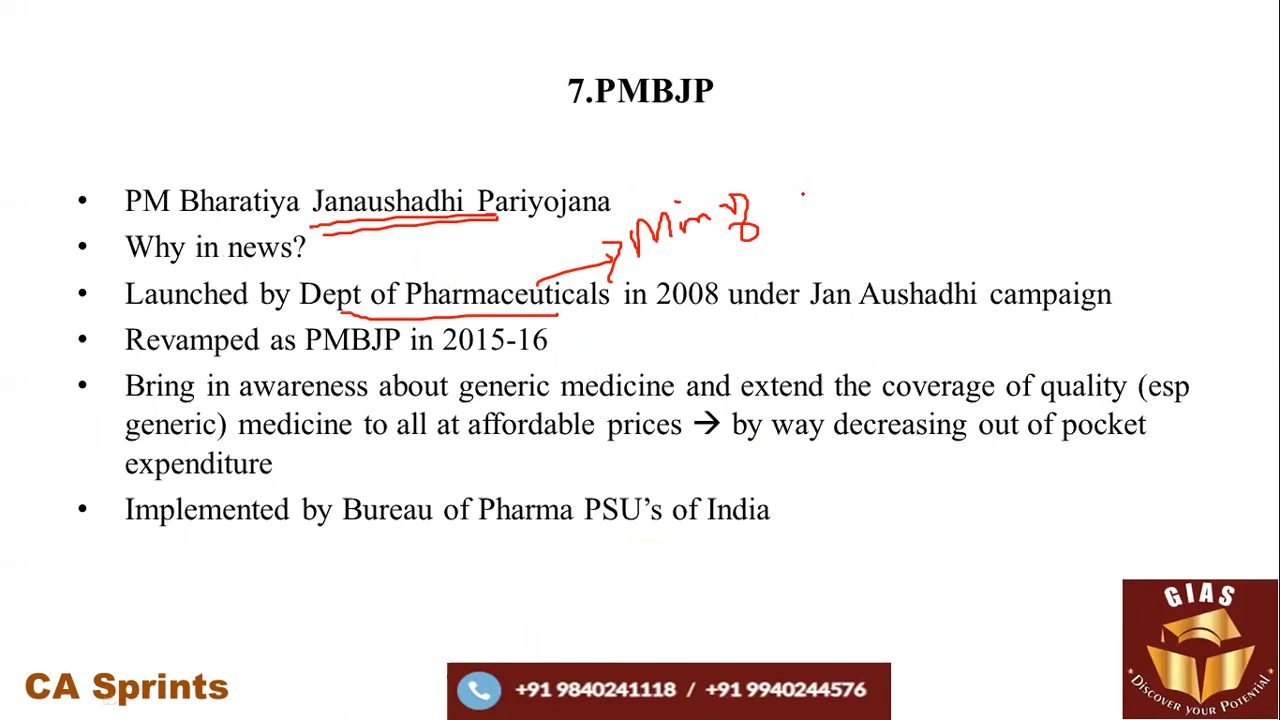 7.PMBJP
• PM Bharatiya Janaushadhi Pariyojana
Min of
• Why in news?
• Launched by Dept of Pharmaceuticals in 2008 under Jan Aushadhi campaign
• Revamped as PMBJP in 2015-16
• Bring in awareness about generic medicine and extend the coverage of quality (esp
generic) medicine to all at affordable prices → by way decreasing out of pocket
expenditure
• Implemented by Bureau of Pharma PSU’s of India
GIAS
DISCOVER YOUR POTENTIAL
CA Sprints
+91 9840241118 / +91 9940244576